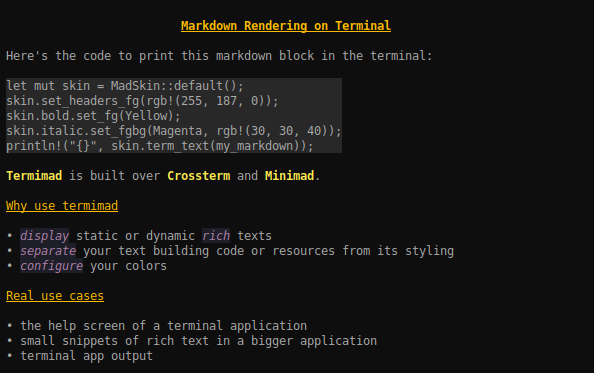 Markdown Rendering on Terminal
Here's the code to print this markdown block in the terminal:
let mut skin = MadSkin::default();
skin.set_headers_fg(rgb!(255, 187, 0));
skin.bold.set_fg(Yellow);
skin.italic.set_fgbg(Magenta, rgb!(30, 30, 40));
println!("{}", skin.term_text(my_markdown));
Termimad is built over Crossterm and Minimad.
Why use termimad
• display static or dynamic rich texts
• separate your text building code or resources from its styling
• configure your colors
Real use cases
• the help screen of a terminal application
• small snippets of rich text in a bigger application
• terminal app output